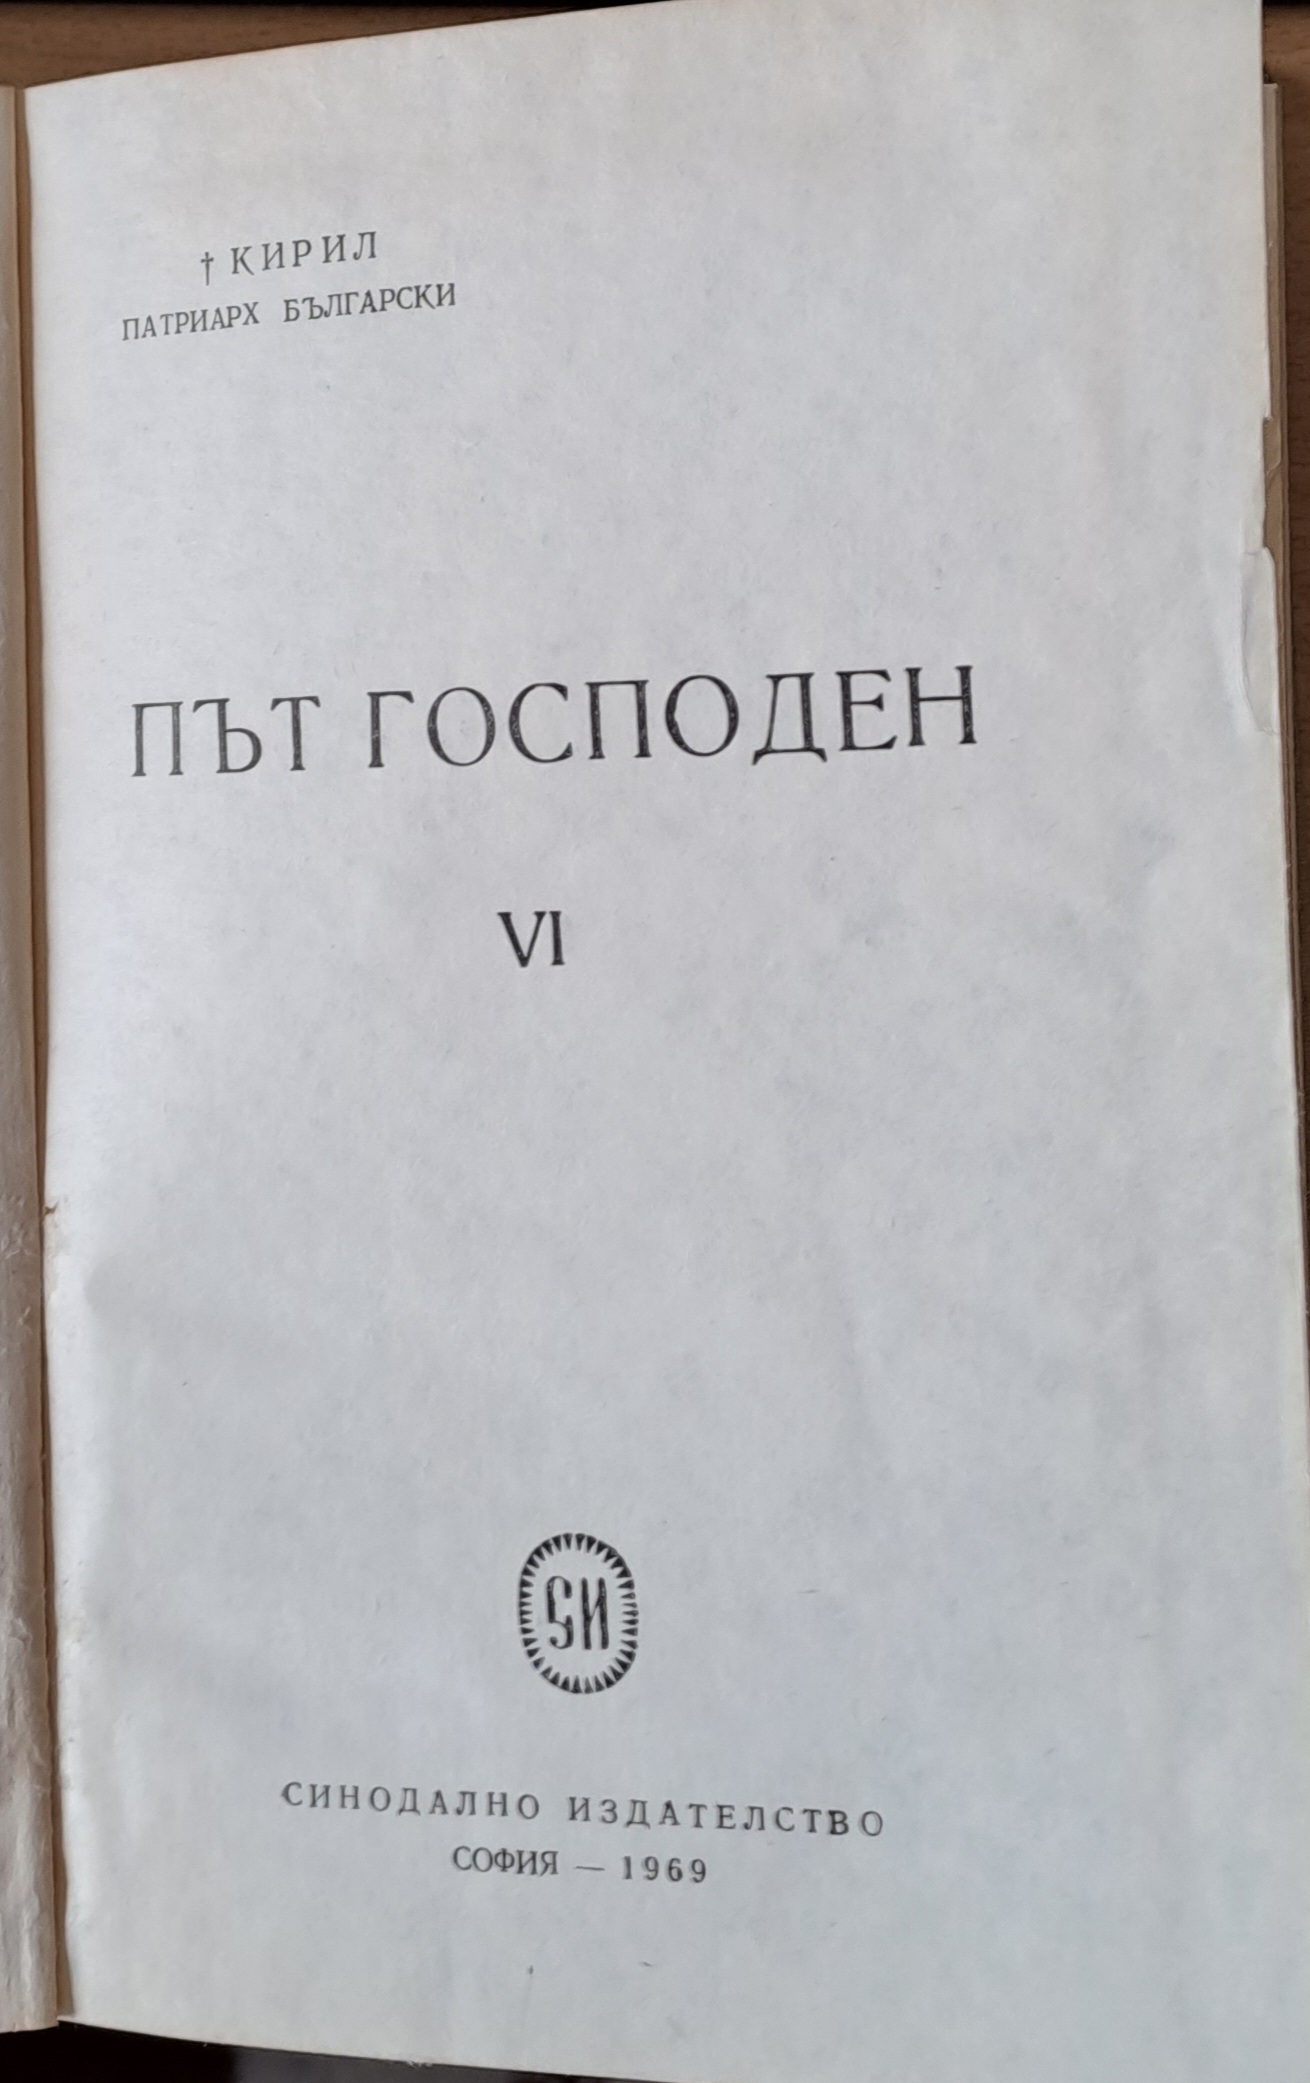 † КИРИЛ
ПАТРИАРХ БЪЛГАРСКИ
ПЪТ ГОСПОДЕН
VI
СИ
СИНОДАЛНО ИЗДАТЕЛСТВО
СОФИЯ — 1969